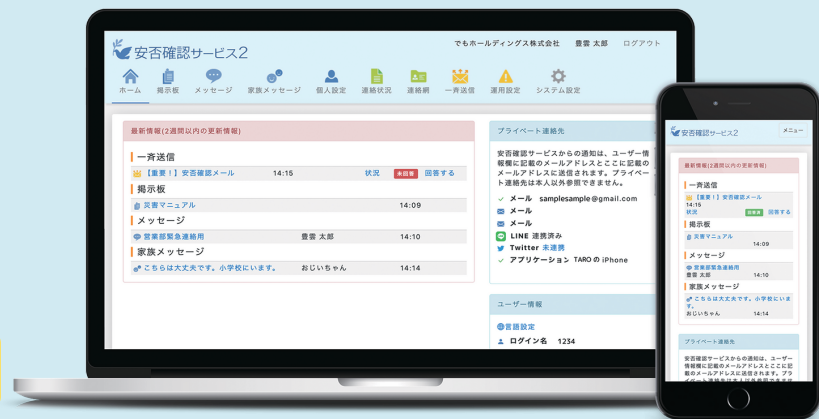 安否確認サービス2
でもホールディングス株式会社 豊雲 太郎 ログアウト
ホーム 掲示板 メッセージ 家族メッセージ 個人設定 連絡状況 連絡網 一斉送信 運用設定 システム設定
最新情報(2週間以内の更新情報)
一斉送信
【重要！】安否確認メール 14:15 状況 未回答 回答する
掲示板
災害マニュアル 14:09
メッセージ
営業部緊急連絡用 豊雲 太郎 14:10
家族メッセージ
こちらは大丈夫です。小学校にいます。 おじいちゃん 14:14
プライベート連絡先
安否確認サービスからの通知は、ユーザー情
報欄に記載のメールアドレスとここに記載の
メールアドレスに送信されます。プライベー
ト連絡先は本人以外参照できません。
メール samplesample@gmail.com
メール
メール
LINE 連携済み
Twitter 未連携
アプリケーション TAROの iPhone
ユーザー情報
言語設定
ログイン名 1234
安否確認サービス2 メニュー
最新情報(2週間以内の更新情報)
一斉送信
【重要！】安否確認メール
14:15
状況 回答する
掲示板
災害マニュアル
14:09
メッセージ
営業部緊急連絡用
豊雲 太郎 14:10
家族メッセージ
こちらは大丈夫です。小学校にいま
す。
おじいちゃん 14:14
プライベート連絡先
安否確認サービスからの通知は、ユーザー
情報欄に記載のメールアドレスとここに記
載のメールアドレスに送信されます。プラ